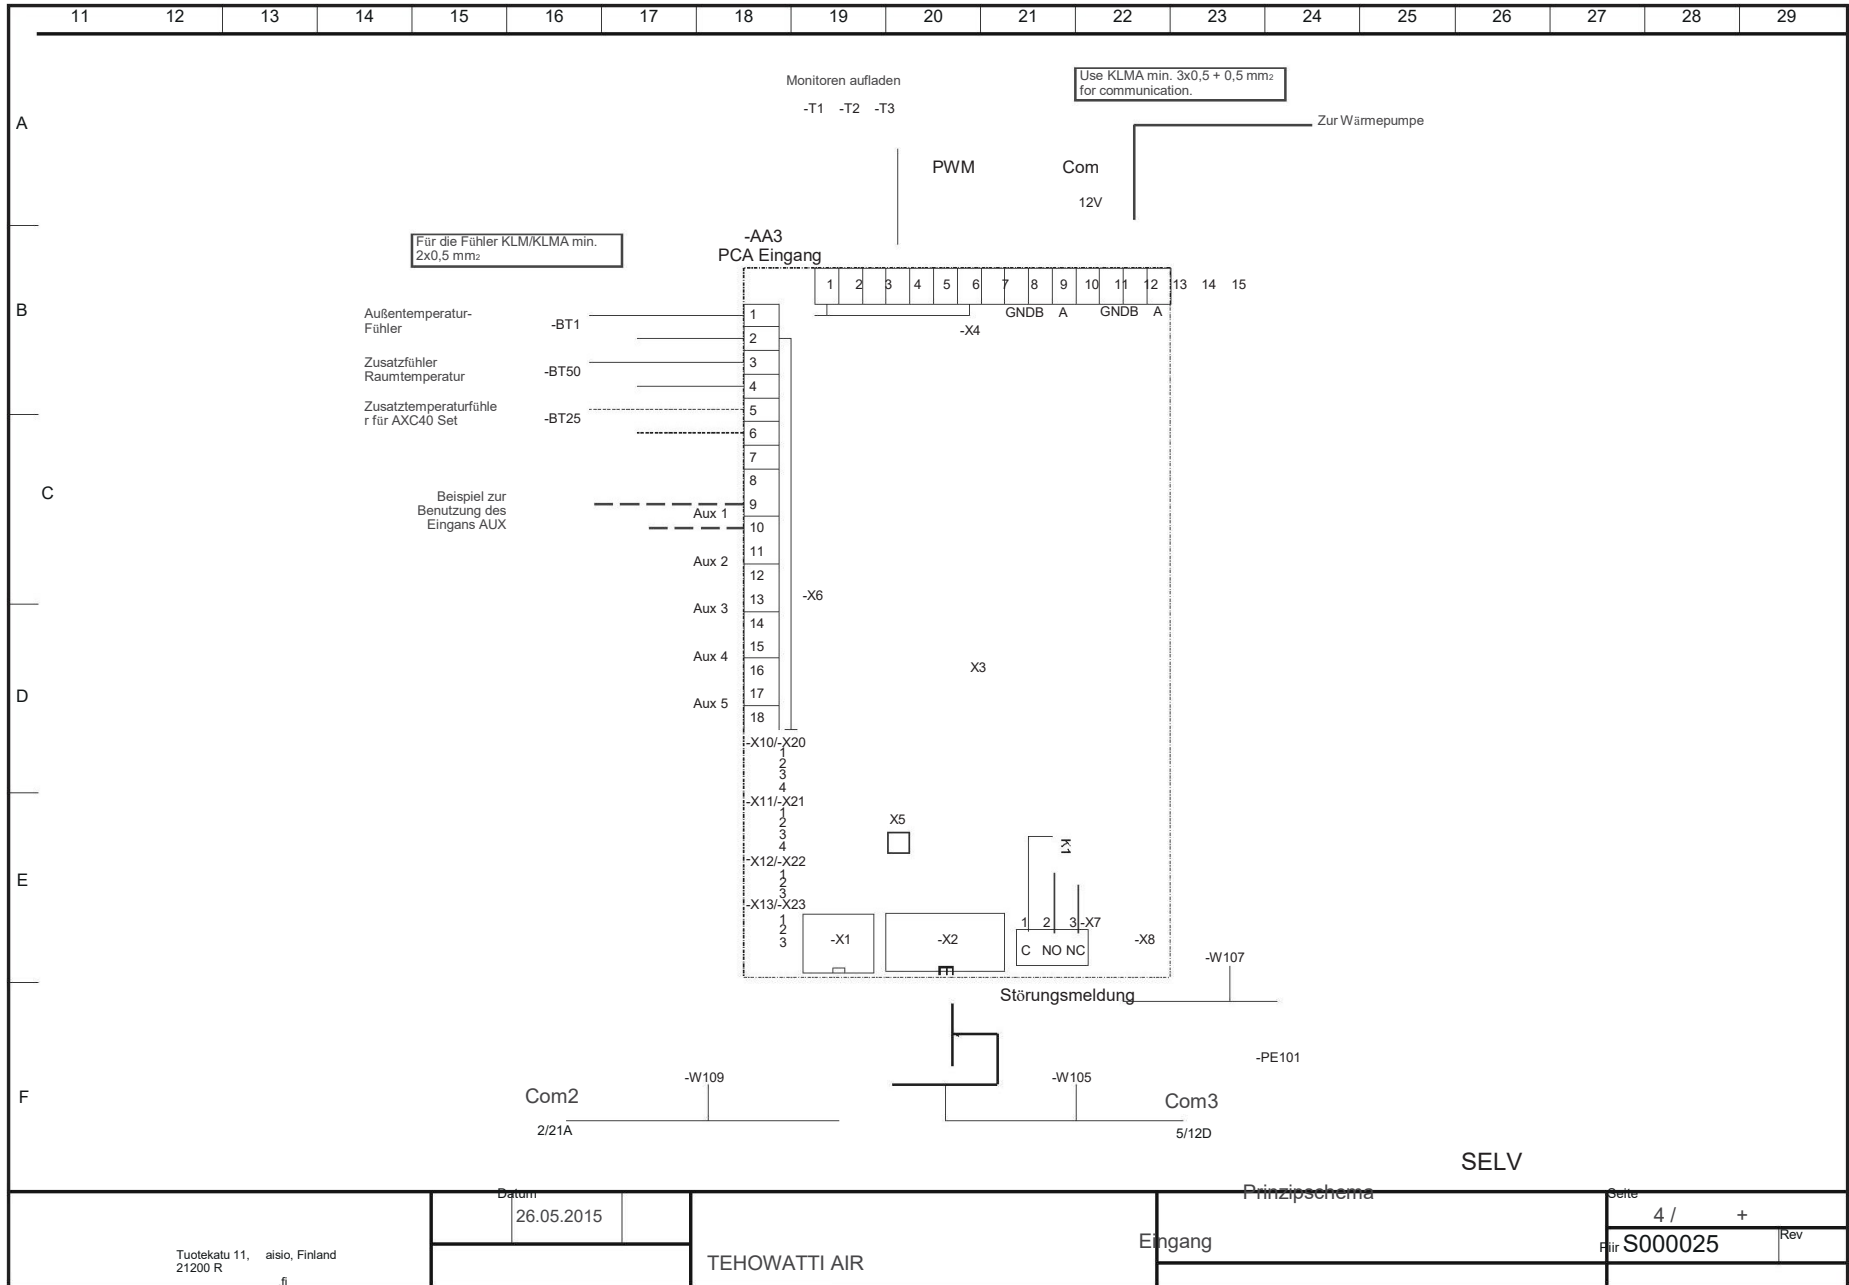 11 12 13 14 15 16 17 18 19 20 21 22 23 24 25 26 27 28 29
Monitoren aufladen
-T1 -T2 -T3
Use KLMA min. 3x0,5 + 0,5 mm2
for communication.
A
Zur Wärmepumpe
PWM Com
12V
Für die Fühler KLM/KLMA min.
2x0,5 mm2
-AA3
PCA Eingang
1 2 3 4 5 6 7 8 9 10 11 12 13 14 15
GNDB A GNDB A
-X4
B
Außentemperatur-
Fühler
-BT1
1
2
Zusatzfühler
Raumtemperatur
-BT50
3
4
Zusatztemperaturfühle
r für AXC40 Set
-BT25
5
6
7
8
C
Beispiel zur
Benutzung des
Eingans AUX
Aux 1
9
10
Aux 2
11
12
Aux 3
13
14
-X6
Aux 4
15
16
X3
D
Aux 5
17
18
-X10/-X20
1
2
3
4
-X11/-X21
1
2
3
4
X5
K1
E
-X12/-X22
1
2
3
-X13/-X23
1
2
3
-X1
-X2
1 2 3 -X7
C NO NC
-X8
-W107
Störungsmeldung
-PE101
F
-W109
Com2
2/21A
-W105
Com3
5/12D
SELV
Datum
26.05.2015
Prinzipschema
Seite
4 / +
Tuotekatu 11, aisio, Finland
21200 R
fi
TEHOWATTI AIR
Eingang
Piir S000025
Rev